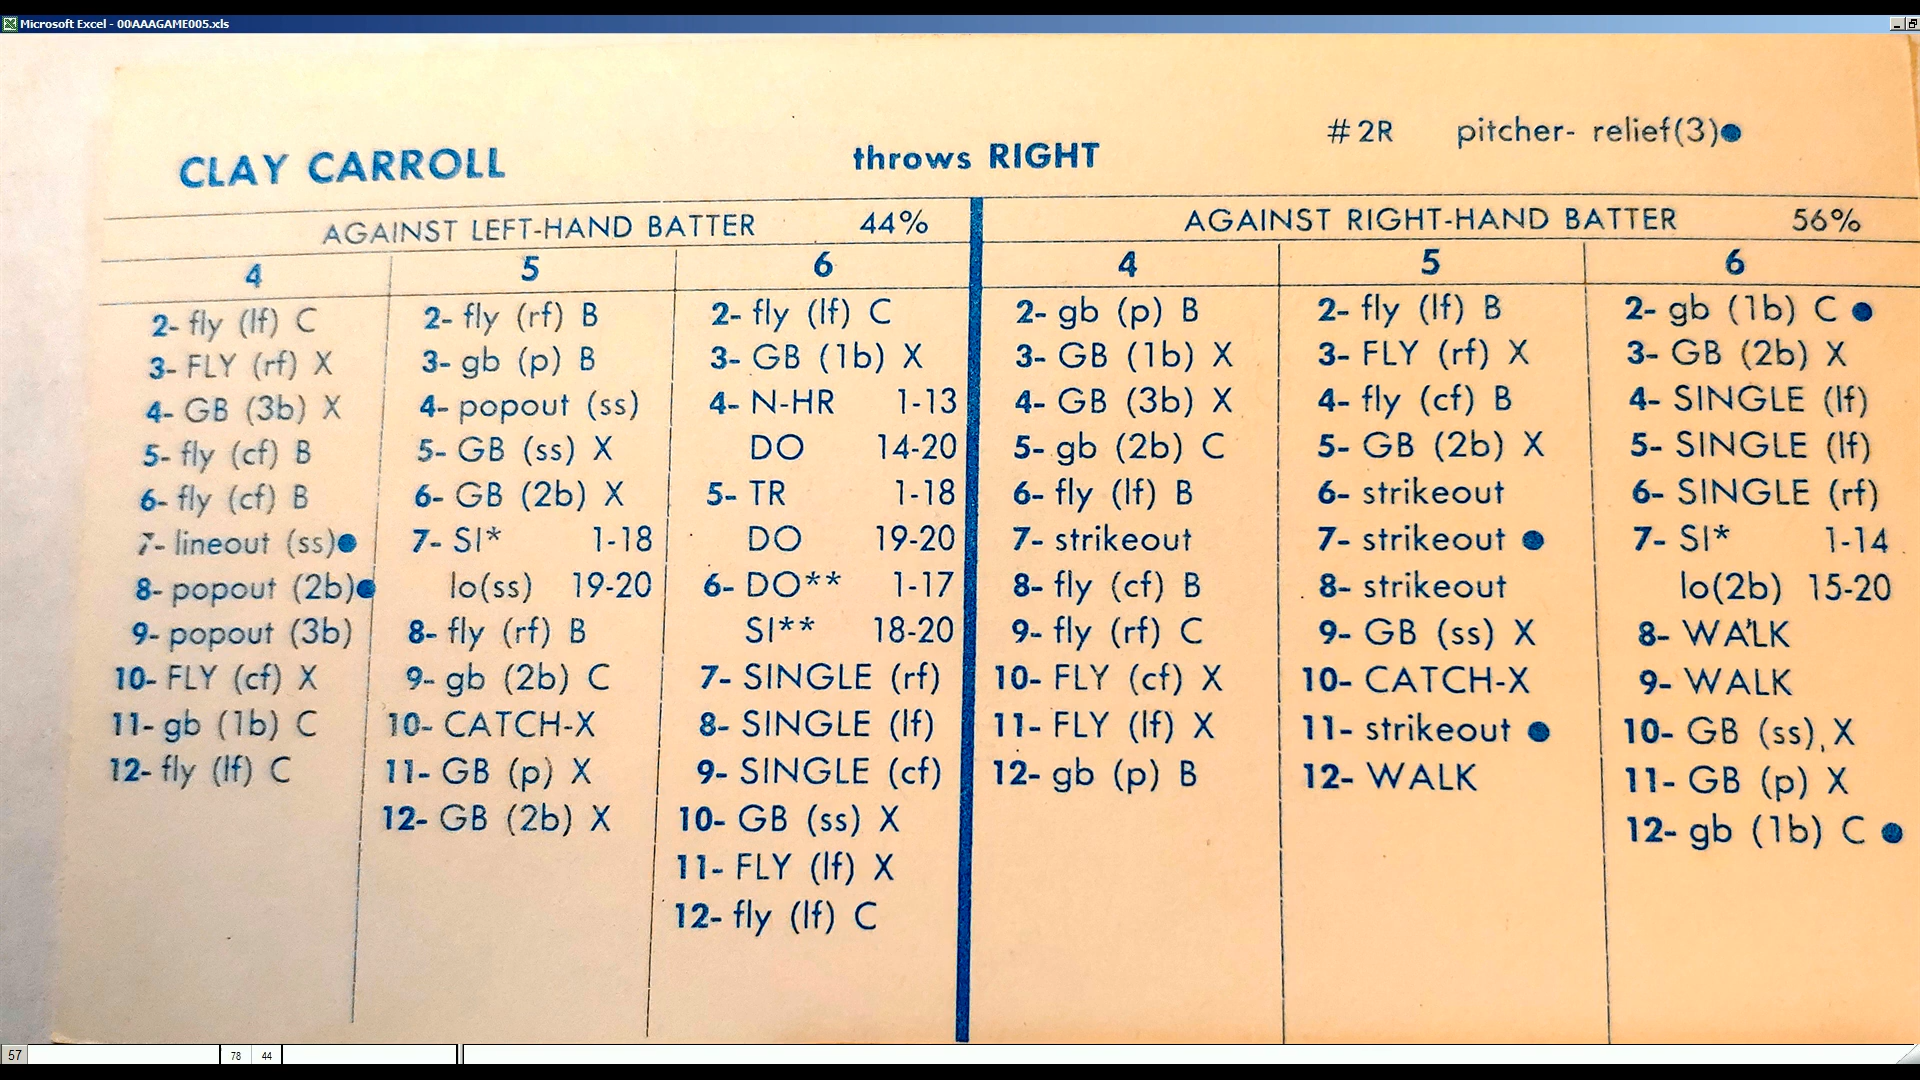 Microsoft Excel - 00AAAGAME005.xls
#2R pitcher- relief(3)●
CLAY CARROLL throws RIGHT
AGAINST LEFT-HAND BATTER 44%
4
2- fly (lf) C
3- FLY (rf) X
4- GB (3b) X
5- fly (cf) B
6- fly (cf) B
7- lineout (ss)●
8- popout (2b)●
9- popout (3b)
10- FLY (cf) X
11- gb (1b) C
12- fly (lf) C
5
2- fly (rf) B
3- gb (p) B
4- popout (ss)
5- GB (ss) X
6- GB (2b) X
7- SI* 1-18
lo(ss) 19-20
8- fly (rf) B
9- gb (2b) C
10- CATCH-X
11- GB (p) X
12- GB (2b) X
6
2- fly (lf) C
3- GB (1b) X
4- N-HR 1-13
DO 14-20
5- TR 1-18
DO 19-20
6- DO** 1-17
SI** 18-20
7- SINGLE (rf)
8- SINGLE (lf)
9- SINGLE (cf)
10- GB (ss) X
11- FLY (lf) X
12- fly (lf) C
AGAINST RIGHT-HAND BATTER 56%
4
2- gb (p) B
3- GB (1b) X
4- GB (3b) X
5- gb (2b) C
6- fly (lf) B
7- strikeout
8- fly (cf) B
9- fly (rf) C
10- FLY (cf) X
11- FLY (lf) X
12- gb (p) B
5
2- fly (lf) B
3- FLY (rf) X
4- fly (cf) B
5- GB (2b) X
6- strikeout
7- strikeout ●
8- strikeout
9- GB (ss) X
10- CATCH-X
11- strikeout ●
12- WALK
6
2- gb (1b) C ●
3- GB (2b) X
4- SINGLE (lf)
5- SINGLE (lf)
6- SINGLE (rf)
7- SI* 1-14
lo(2b) 15-20
8- WALK
9- WALK
10- GB (ss) X
11- GB (p) X
12- gb (1b) C ●
57 78 44